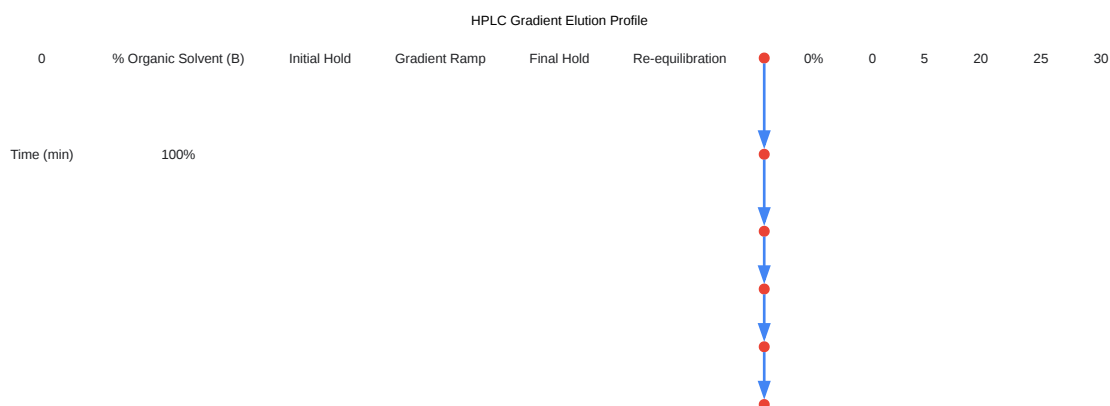 HPLC Gradient Elution Profile
0 % Organic Solvent (B) Initial Hold Gradient Ramp Final Hold Re-equilibration 0% 0 5 20 25 30
Time (min) 100%